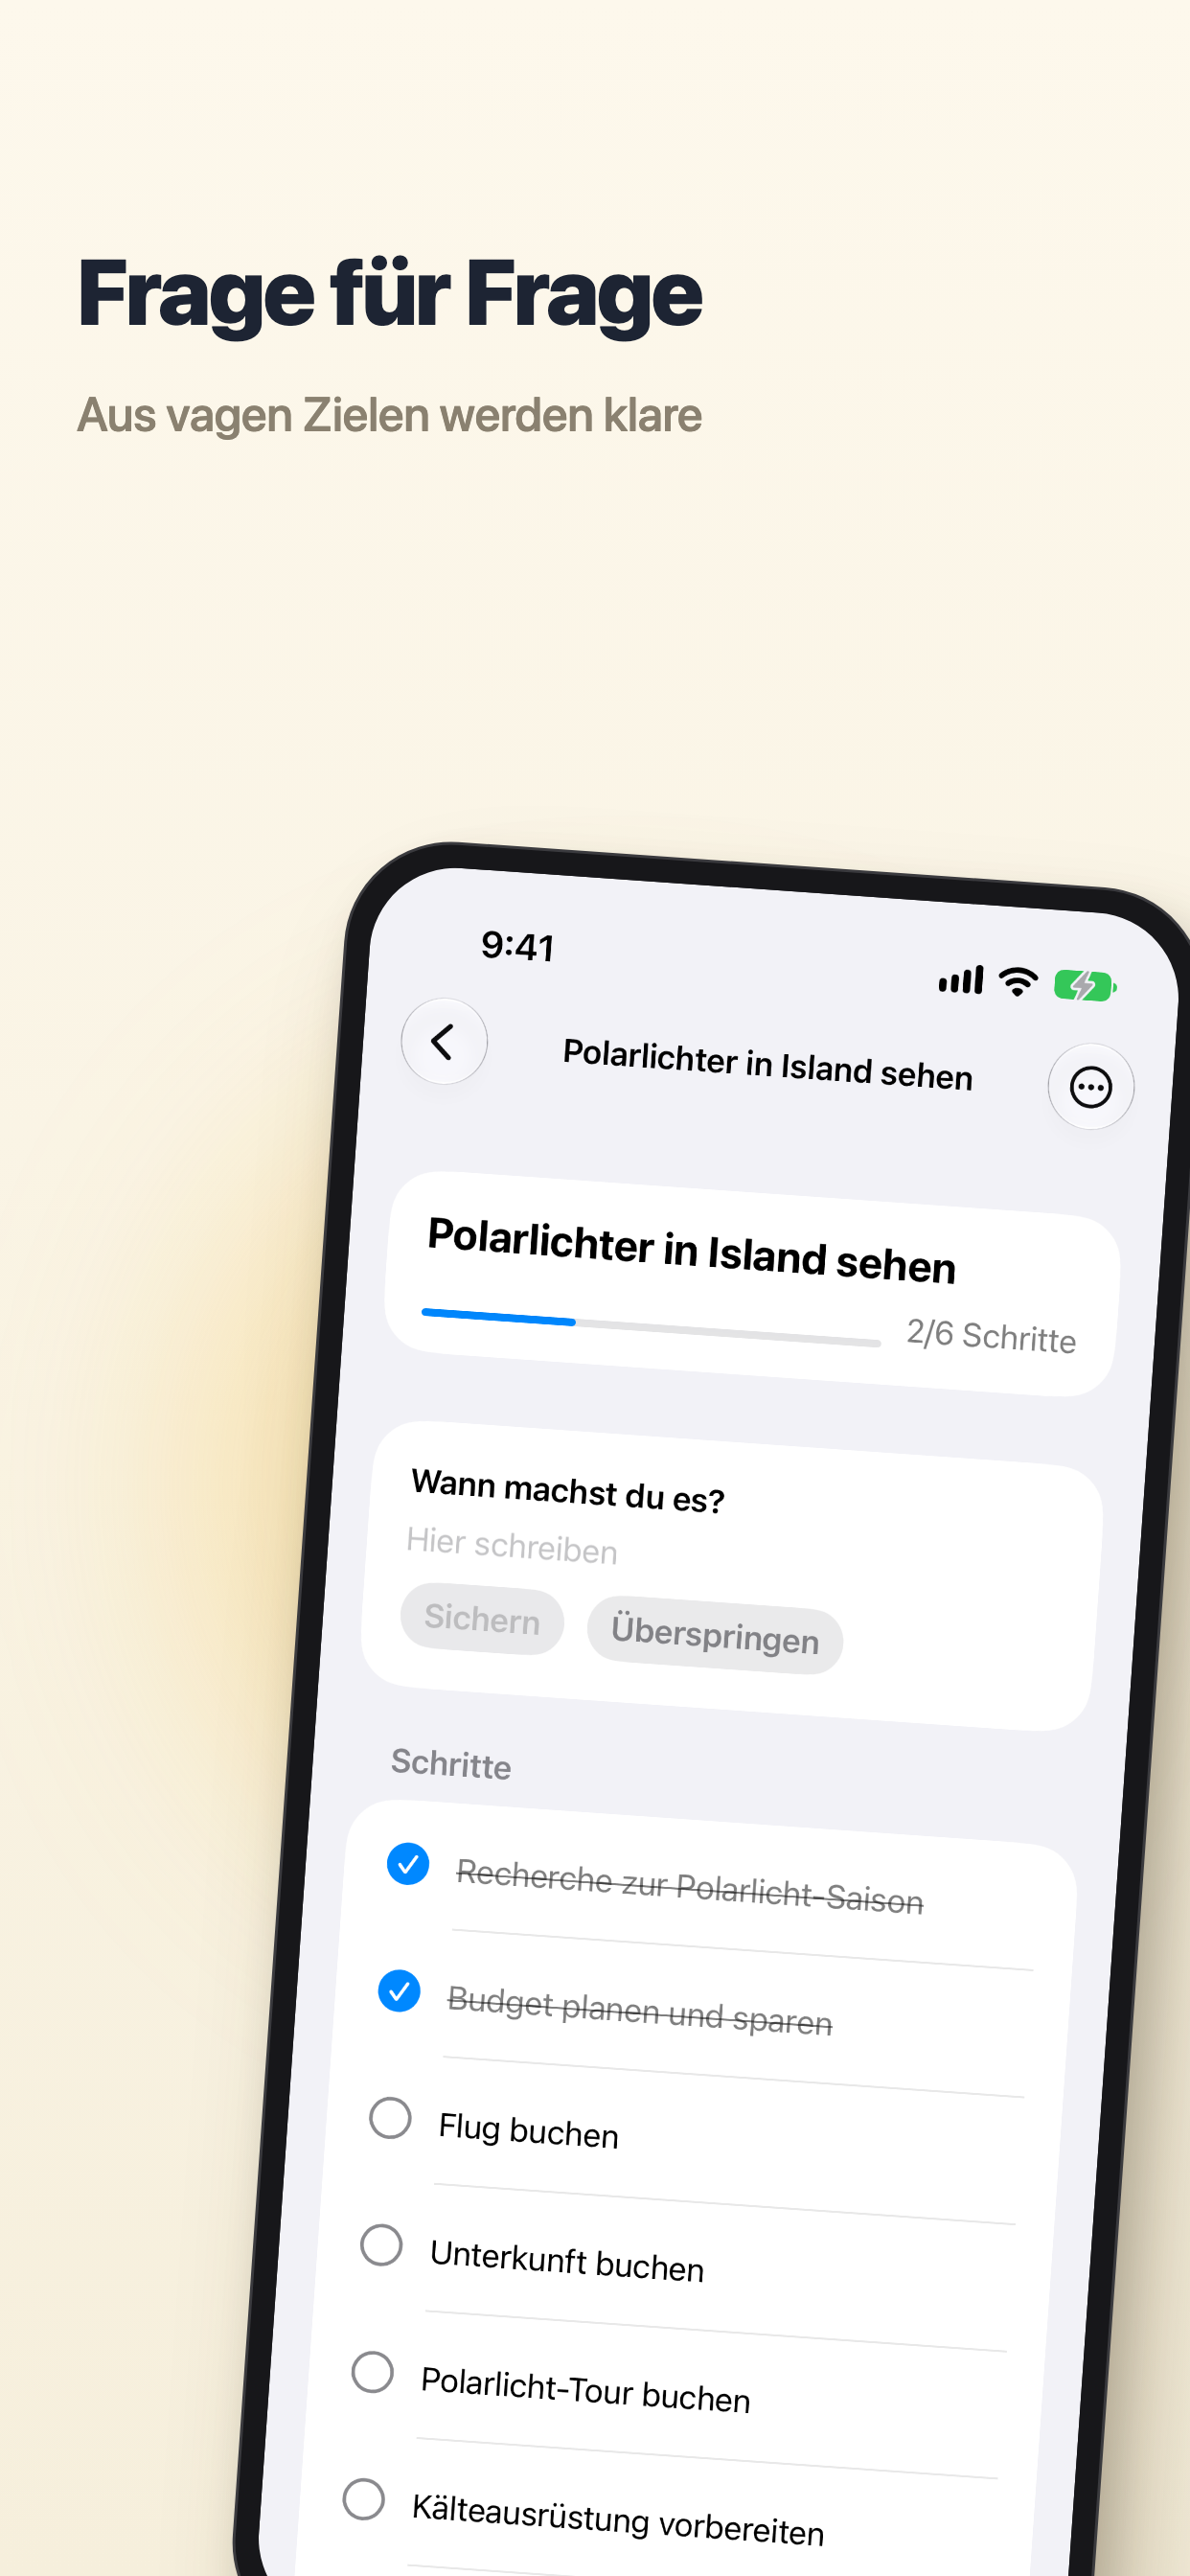 Frage für Frage
Aus vagen Zielen werden klare
9:41
Polarlichter in Island sehen
Polarlichter in Island sehen
2/6 Schritte
Wann machst du es?
Hier schreiben
Sichern
Überspringen
Schritte
Recherche zur Polarlicht-Saison
Budget planen und sparen
Flug buchen
Unterkunft buchen
Polarlicht-Tour buchen
Kälteausrüstung vorbereiten